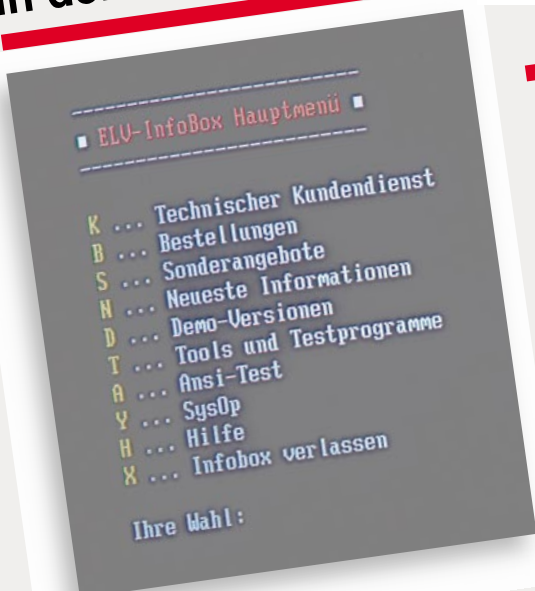 ■ ELV-InfoBox Hauptmenü ■
K ... Technischer Kundendienst
B ... Bestellungen
S ... Sonderangebote
N ... Neueste Informationen
D ... Demo-Versionen
T ... Tools und Testprogramme
A ... Ansi-Test
Y ... SysOp
H ... Hilfe
X ... Infobox verlassen
Ihre Wahl: